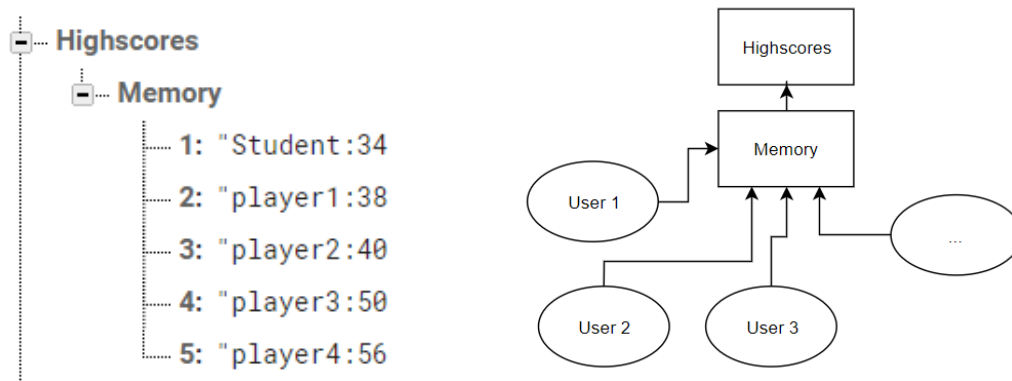 Highscores
Memory
1: "Student:34
2: "player1:38
3: "player2:40
4: "player3:50
5: "player4:56
Highscores
Memory
User 1
...
User 2
User 3